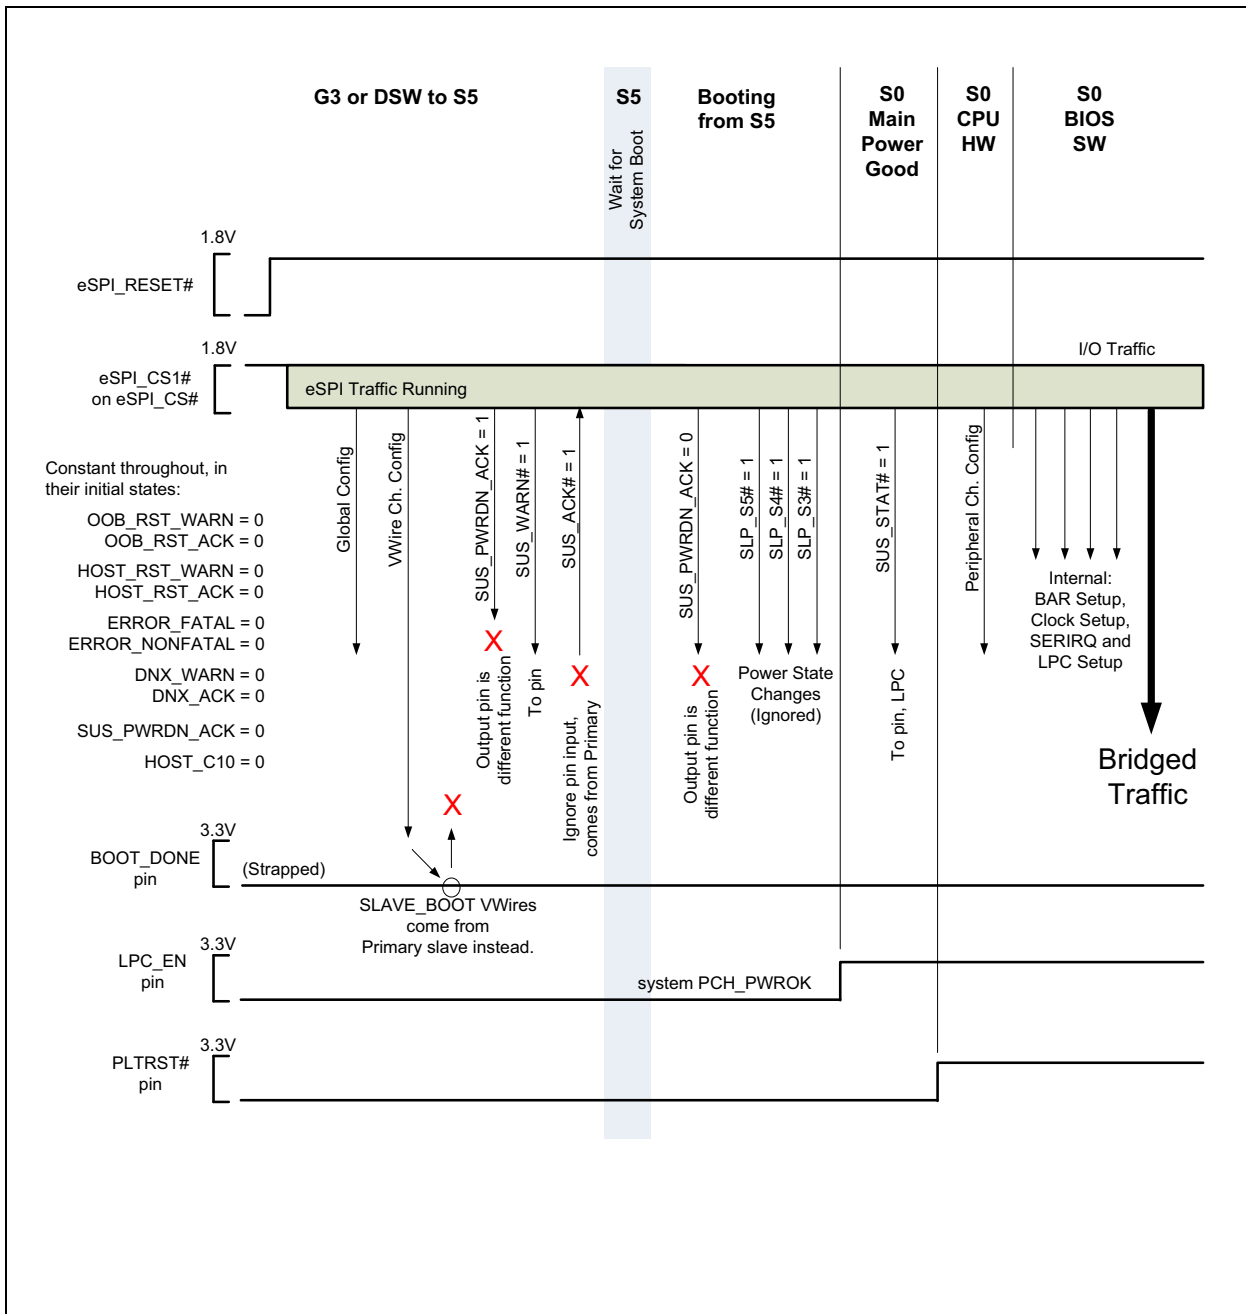 G3 or DSW to S5
S5
Booting
from S5
S0
Main
Power
Good
S0
CPU
HW
S0
BIOS
SW
Wait for
System Boot
1.8V
eSPI_RESET#
1.8V
I/O Traffic
eSPI_CS1#
on eSPI_CS#
eSPI Traffic Running
Constant throughout, in
their initial states:
OOB_RST_WARN = 0
OOB_RST_ACK = 0
HOST_RST_WARN = 0
HOST_RST_ACK = 0
ERROR_FATAL = 0
ERROR_NONFATAL = 0
DNX_WARN = 0
DNX_ACK = 0
SUS_PWRDN_ACK = 0
HOST_C10 = 0
Global Config
VWire Ch. Config
SUS_PWRDN_ACK = 1
X
Output pin is
different function
SUS_WARN# = 1
To pin
SUS_ACK# = 1
X
Ignore pin input,
comes from Primary
SUS_PWRDN_ACK = 0
X
Output pin is
different function
SLP_S5# = 1
SLP_S4# = 1
SLP_S3# = 1
Power State
Changes
(Ignored)
SUS_STAT# = 1
To pin, LPC
Peripheral Ch. Config
Internal:
BAR Setup,
Clock Setup,
SERIRQ and
LPC Setup
Bridged
Traffic
X
3.3V
BOOT_DONE
pin
(Strapped)
SLAVE_BOOT VWires
come from
Primary slave instead.
3.3V
LPC_EN
pin
system PCH_PWROK
3.3V
PLTRST#
pin